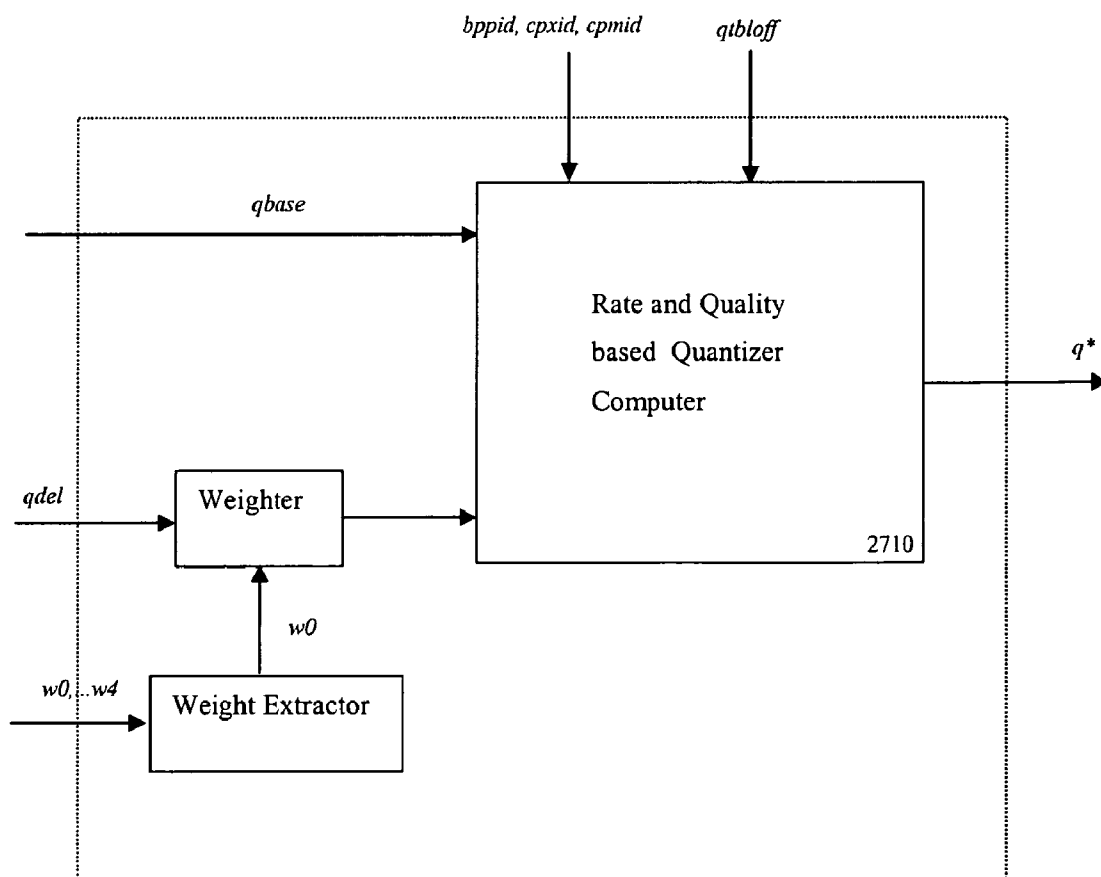 bppid, cpxid, cpmid
qtbloff
qbase
Rate and Quality
based Quantizer
Computer
q*
qdel
Weighter
2710
w0
w0,...w4
Weight Extractor